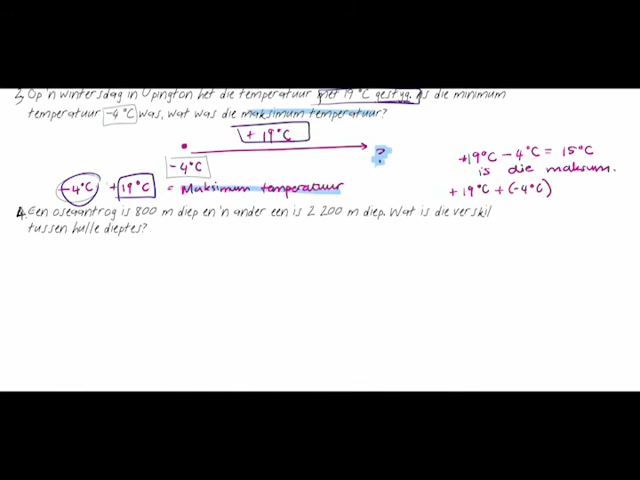 3. Op 'n wintersdag in Upington het die temperatuur met 19 °C gestyg. As die minimum
temperatuur -4°C was, wat was die maksimum temperatuur?
+ 19°C
-4°C
?
-4°C + 19°C = Maksimum temperatuur
+19°C - 4°C = 15°C
is die maksum.
+ 19°C + (-4°C)
4. Een oseaantrog is 800 m diep en 'n ander een is 2 200 m diep. Wat is die verskil
tussen hulle dieptes?